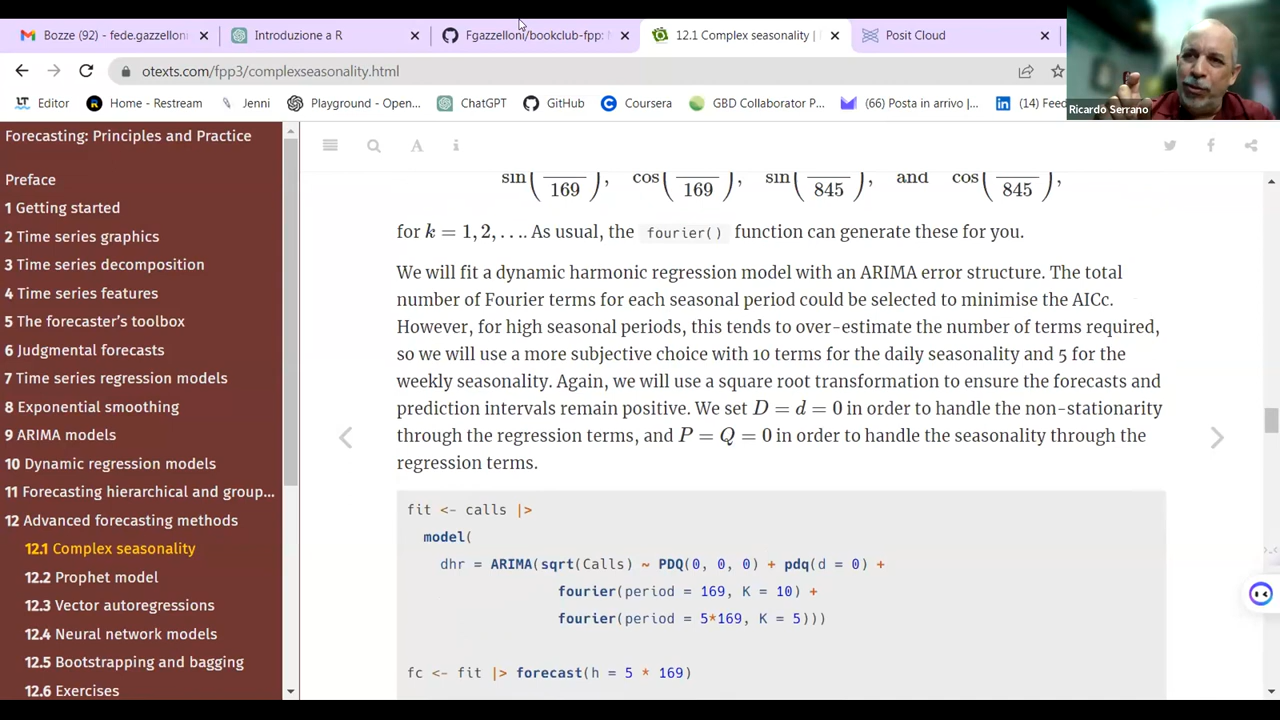 Bozze (92) - fede.gazzelloni
Introduzione a R
Fgazzelloni/bookclub-fpp:
12.1 Complex seasonality |
Posit Cloud
otexts.com/fpp3/complexseasonality.html
Editor
Home - Restream
Jenni
Playground - Open...
ChatGPT
GitHub
Coursera
GBD Collaborator P...
(66) Posta in arrivo |...
(14) Feed
Ricardo Serrano
Forecasting: Principles and Practice
Preface
1 Getting started
2 Time series graphics
3 Time series decomposition
4 Time series features
5 The forecaster's toolbox
6 Judgmental forecasts
7 Time series regression models
8 Exponential smoothing
9 ARIMA models
10 Dynamic regression models
11 Forecasting hierarchical and group...
12 Advanced forecasting methods
12.1 Complex seasonality
12.2 Prophet model
12.3 Vector autoregressions
12.4 Neural network models
12.5 Bootstrapping and bagging
12.6 Exercises
sin(169), cos(169), sin(845), and cos(845),
for k = 1, 2, .... As usual, the fourier() function can generate these for you.
We will fit a dynamic harmonic regression model with an ARIMA error structure. The total
number of Fourier terms for each seasonal period could be selected to minimise the AICc.
However, for high seasonal periods, this tends to over-estimate the number of terms required,
so we will use a more subjective choice with 10 terms for the daily seasonality and 5 for the
weekly seasonality. Again, we will use a square root transformation to ensure the forecasts and
prediction intervals remain positive. We set D = d = 0 in order to handle the non-stationarity
through the regression terms, and P = Q = 0 in order to handle the seasonality through the
regression terms.
fit <- calls |>
model(
dhr = ARIMA(sqrt(Calls) ~ PDQ(0, 0, 0) + pdq(d = 0) +
fourier(period = 169, K = 10) +
fourier(period = 5*169, K = 5)))
fc <- fit |> forecast(h = 5 * 169)